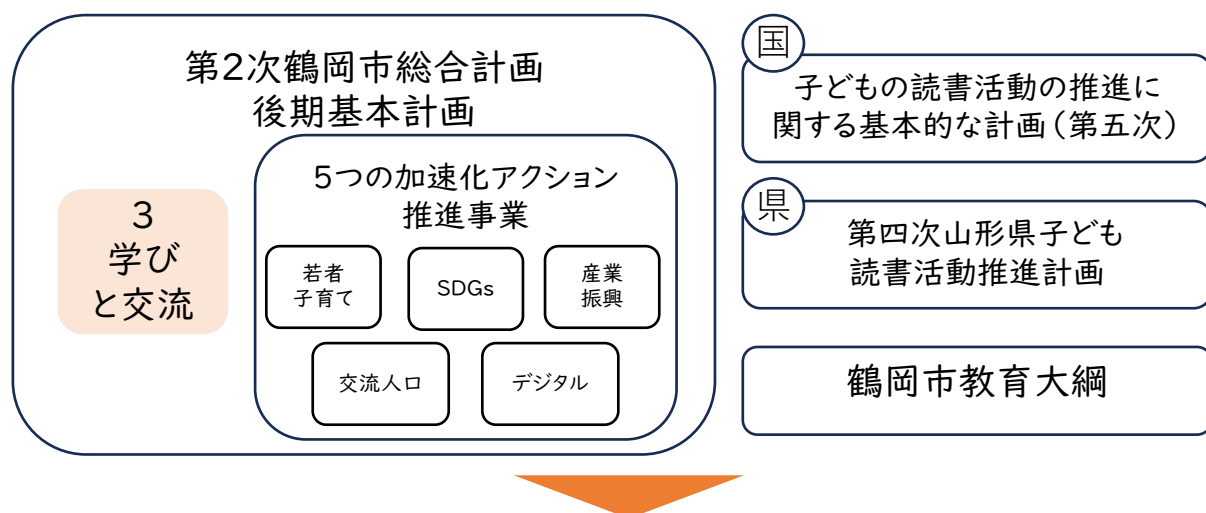 第2次鶴岡市総合計画
後期基本計画
3
学び
と交流
5つの加速化アクション
推進事業
若者
子育て
SDGs
産業
振興
交流人口
デジタル
国
子どもの読書活動の推進に
関する基本的な計画(第五次)
県
第四次山形県子ども
読書活動推進計画
鶴岡市教育大綱